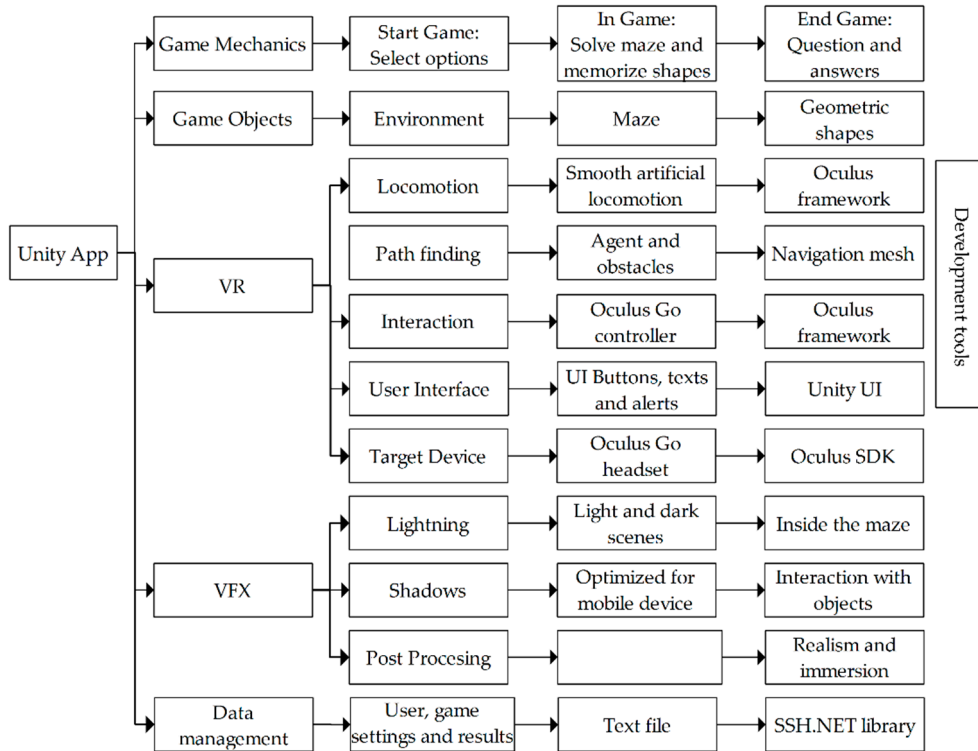 Unity App
Game Mechanics
Start Game:
Select options
In Game:
Solve maze and
memorize shapes
End Game:
Question and
answers
Game Objects
Environment
Maze
Geometric
shapes
VR
Locomotion
Smooth artificial
locomotion
Oculus
framework
Path finding
Agent and
obstacles
Navigation mesh
Interaction
Oculus Go
controller
Oculus
framework
User Interface
UI Buttons, texts
and alerts
Unity UI
Target Device
Oculus Go
headset
Oculus SDK
Development tools
VFX
Lightning
Light and dark
scenes
Inside the maze
Shadows
Optimized for
mobile device
Interaction with
objects
Post Procesing
Realism and
immersion
Data
management
User, game
settings and results
Text file
SSH.NET library